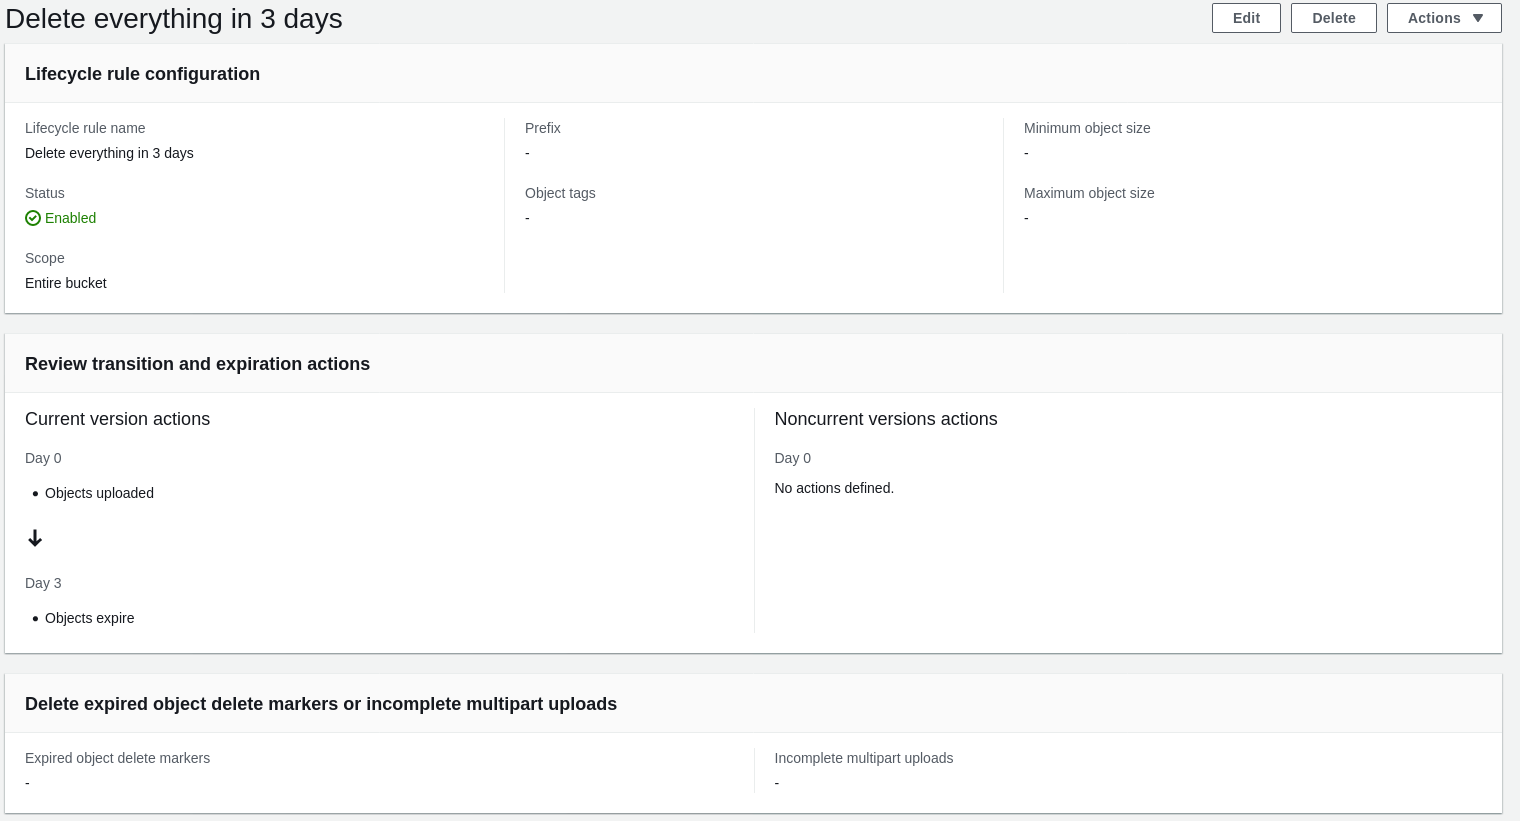 Delete everything in 3 days
Edit
Delete
Actions
Lifecycle rule configuration
Lifecycle rule name
Delete everything in 3 days
Status
Enabled
Scope
Entire bucket
Prefix
-
Object tags
-
Minimum object size
-
Maximum object size
-
Review transition and expiration actions
Current version actions
Day 0
• Objects uploaded
Day 3
• Objects expire
Noncurrent versions actions
Day 0
No actions defined.
Delete expired object delete markers or incomplete multipart uploads
Expired object delete markers
-
Incomplete multipart uploads
-